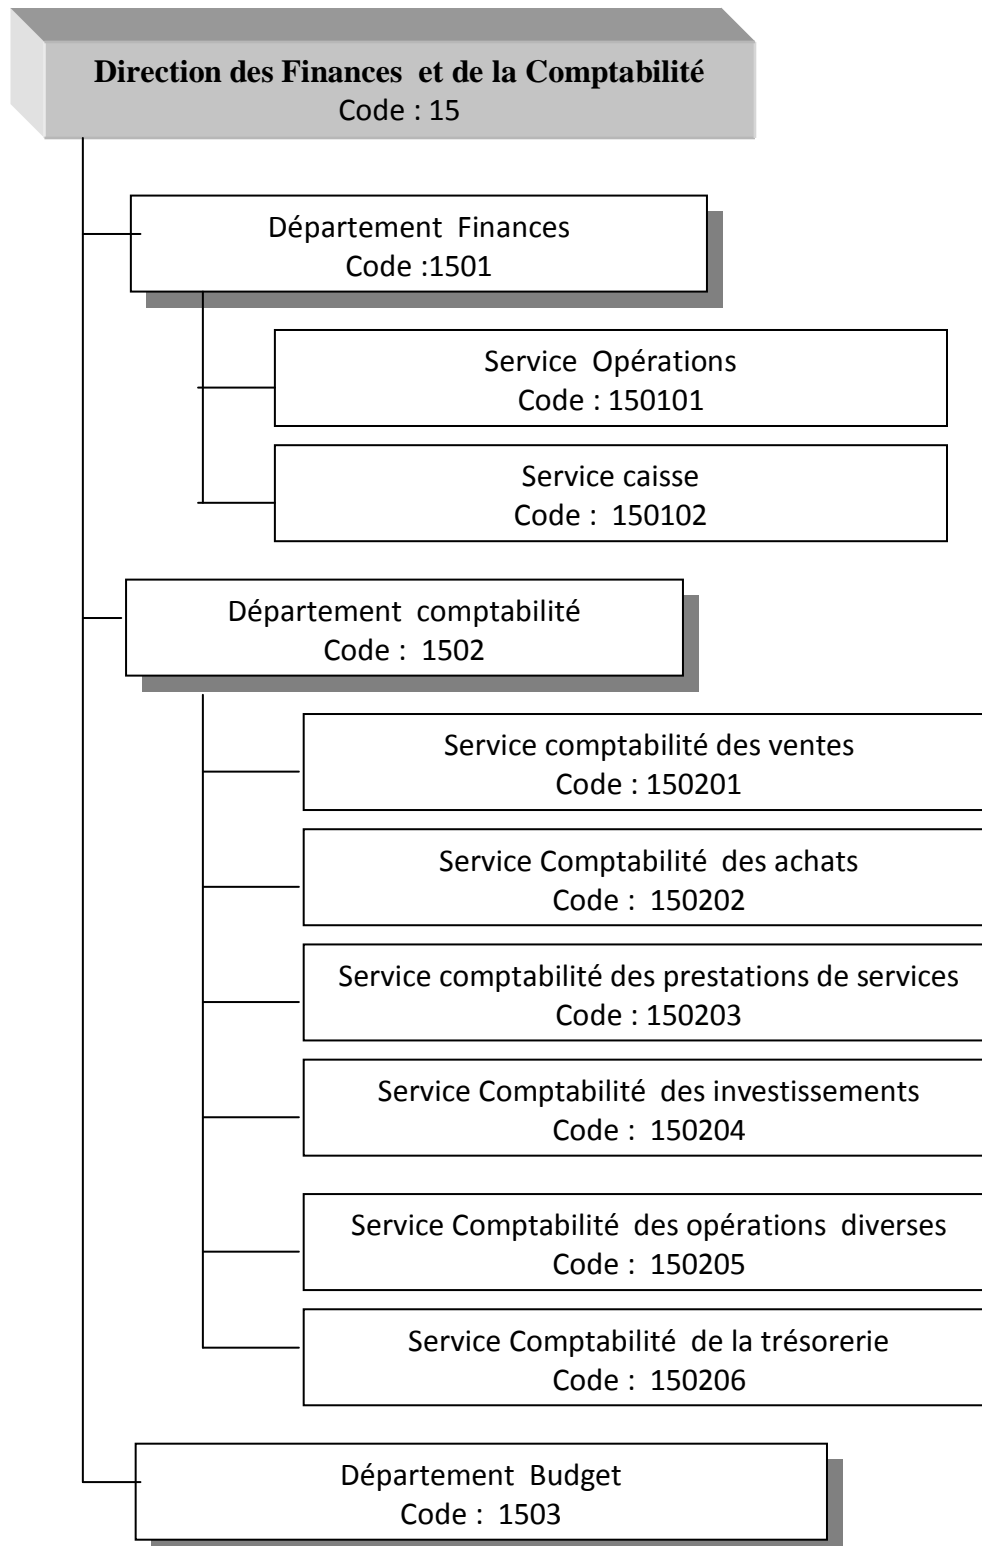 Direction des Finances et de la Comptabilité
Code : 15
Département Finances
Code :1501
Service Opérations
Code : 150101
Service caisse
Code : 150102
Département comptabilité
Code : 1502
Service comptabilité des ventes
Code : 150201
Service Comptabilité des achats
Code : 150202
Service comptabilité des prestations de services
Code : 150203
Service Comptabilité des investissements
Code : 150204
Service Comptabilité des opérations diverses
Code : 150205
Service Comptabilité de la trésorerie
Code : 150206
Département Budget
Code : 1503